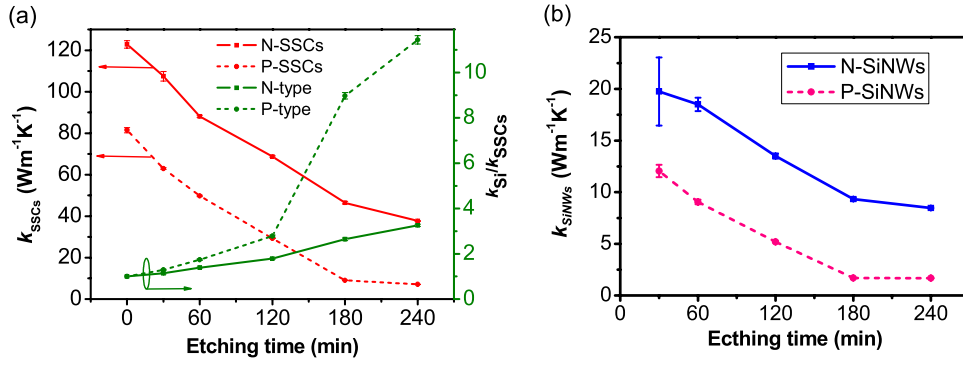 (a)
120
100
80
60
40
20
0
k_SSCs (Wm⁻¹K⁻¹)
N-SSCs
P-SSCs
N-type
P-type
10
8
6
4
2
1
0
k_Si/k_SSCs
0 60 120 180 240
Etching time (min)
(b)
25
20
15
10
5
0
k_SiNWs (Wm⁻¹K⁻¹)
N-SiNWs
P-SiNWs
0 60 120 180 240
Ecthing time (min)